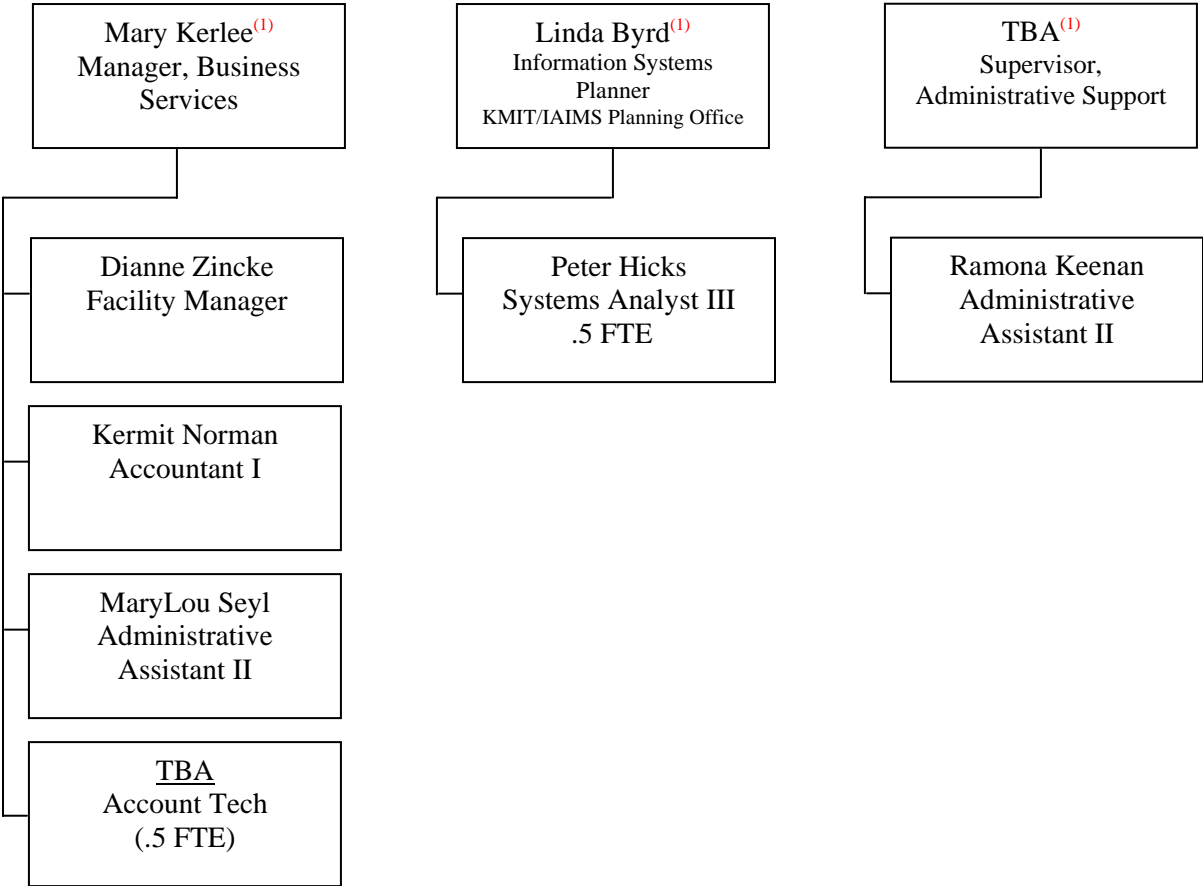 Mary Kerlee(1)
Manager, Business
Services
Linda Byrd(1)
Information Systems
Planner
KMIT/IAIMS Planning Office
TBA(1)
Supervisor,
Administrative Support
Dianne Zincke
Facility Manager
Peter Hicks
Systems Analyst III
.5 FTE
Ramona Keenan
Administrative
Assistant II
Kermit Norman
Accountant I
MaryLou Seyl
Administrative
Assistant II
TBA
Account Tech
(.5 FTE)